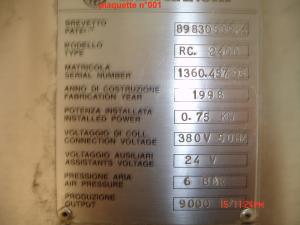 plaquette n°001
BREVETTO
PATENT
MODELLO
TYPE
RC. 2400
MATRICOLA
SERIAL NUMBER
ANNO DI COSTRUZIONE
FABRICATION YEAR
1998
POTENZA INSTALLATA
INSTALLED POWER
0.75 KW
VOLTAGGIO DI COLL.
CONNECTION VOLTAGE
380V 50Hz
VOLTAGGIO AUSILIARI
ASSISTANTS VOLTAGE
24 V
PRESSIONE ARIA
AIR PRESSURE
6 BAR
PRODUZIONE
OUTPUT
9000